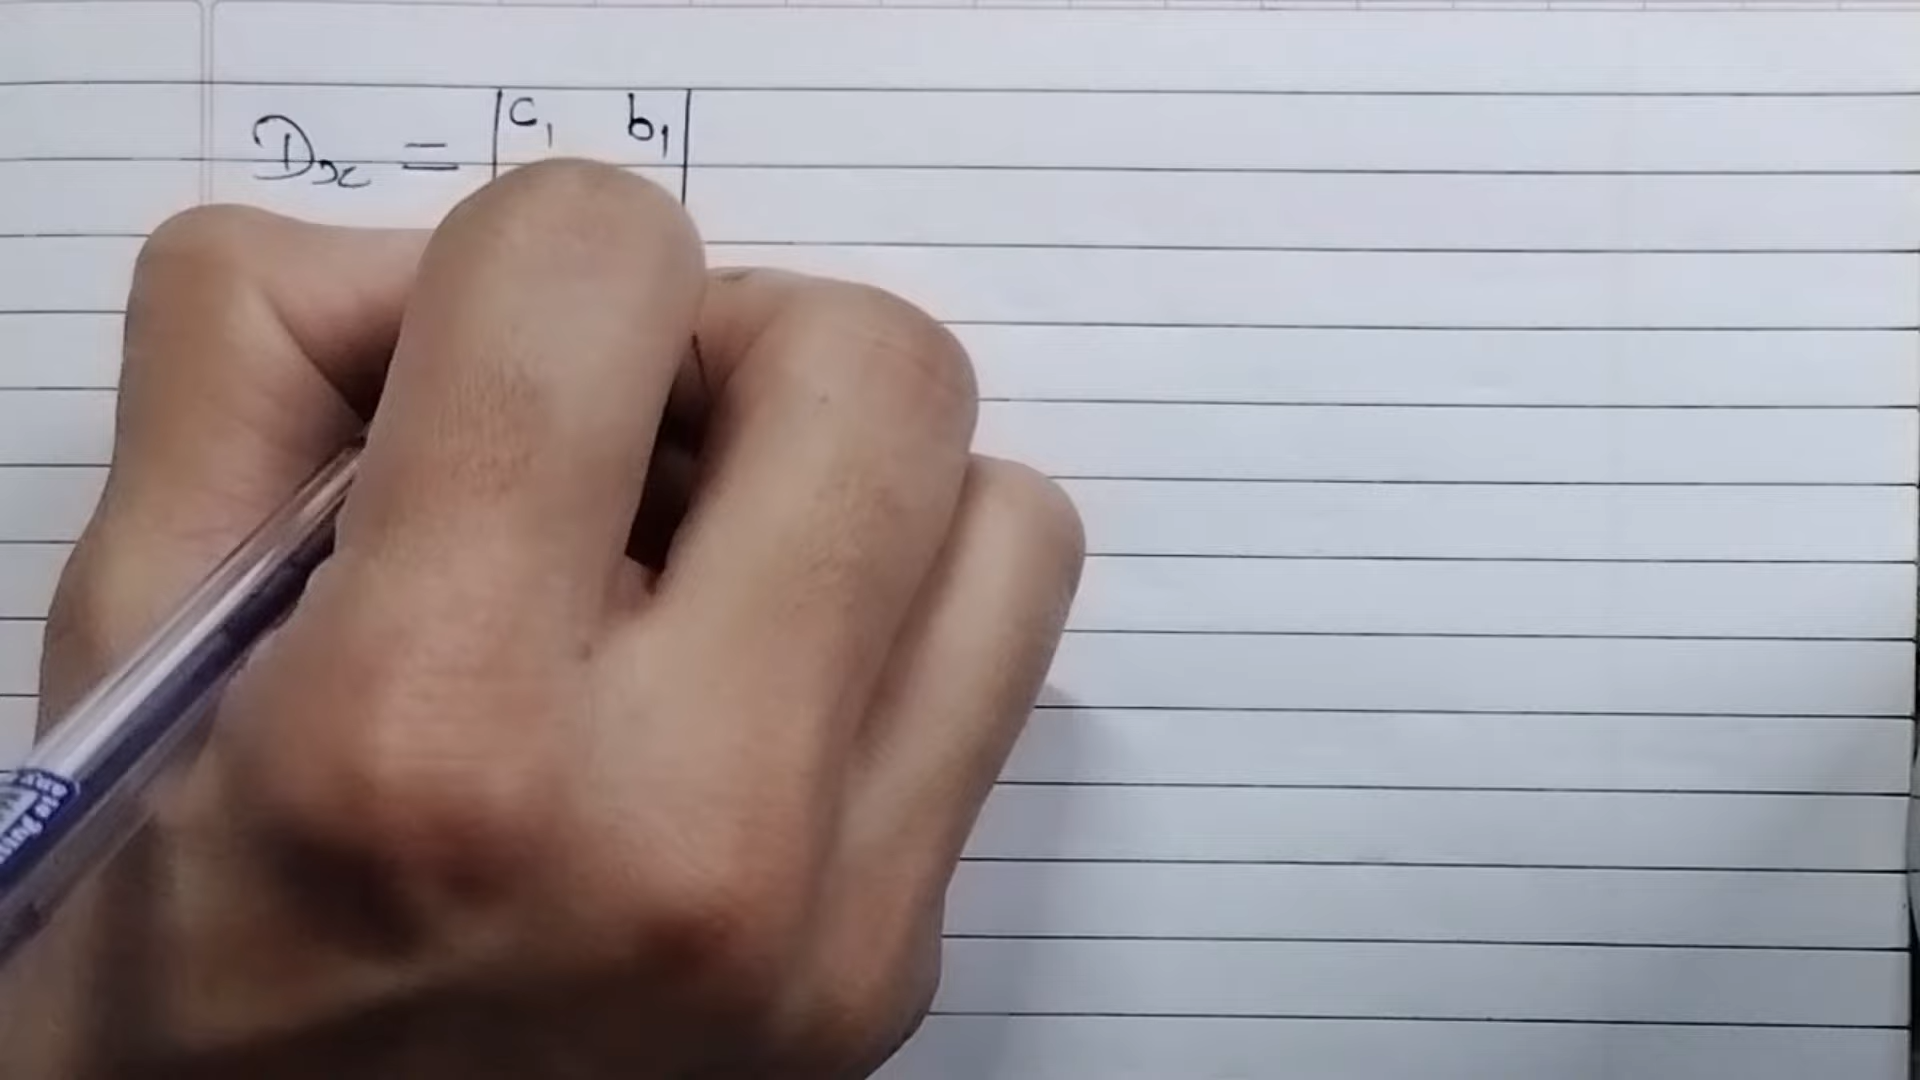 Dx = | c₁ b₁ |